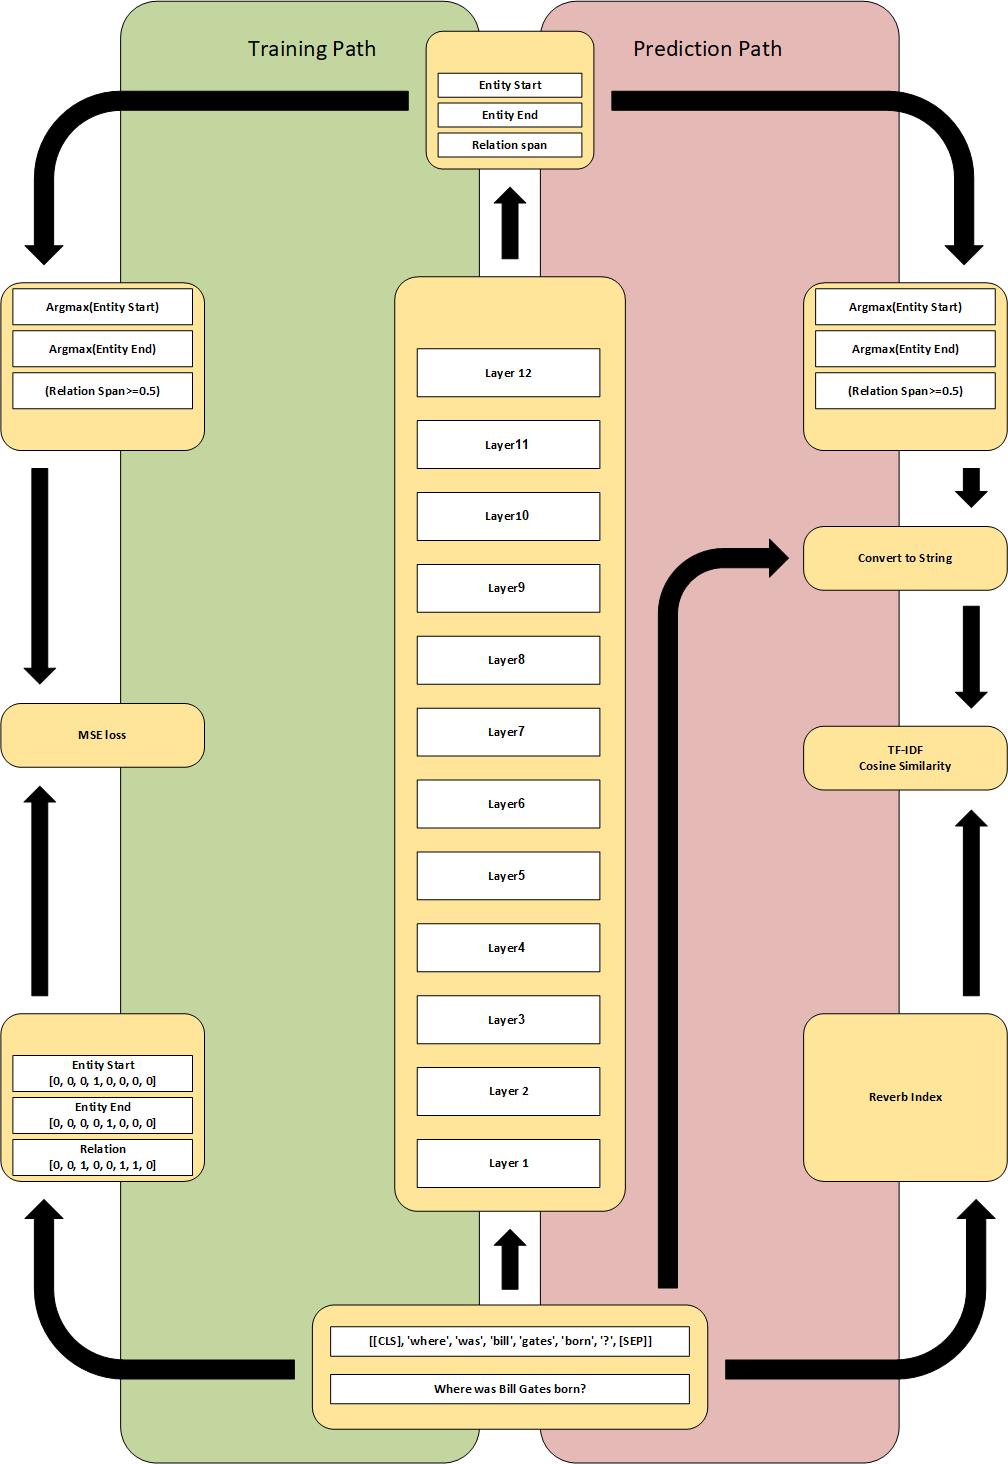 Training Path
Prediction Path
Entity Start
Entity End
Relation span
Argmax(Entity Start)
Argmax(Entity End)
(Relation Span>=0.5)
Argmax(Entity Start)
Argmax(Entity End)
(Relation Span>=0.5)
Layer 12
Layer11
Layer10
Layer9
Layer8
Layer7
Layer6
Layer5
Layer4
Layer3
Layer 2
Layer 1
Convert to String
MSE loss
TF-IDF
Cosine Similarity
Entity Start
[0, 0, 0, 1, 0, 0, 0, 0]
Entity End
[0, 0, 0, 0, 1, 0, 0, 0]
Relation
[0, 0, 1, 0, 0, 1, 1, 0]
Reverb Index
[[CLS], 'where', 'was', 'bill', 'gates', 'born', '?', [SEP]]
Where was Bill Gates born?